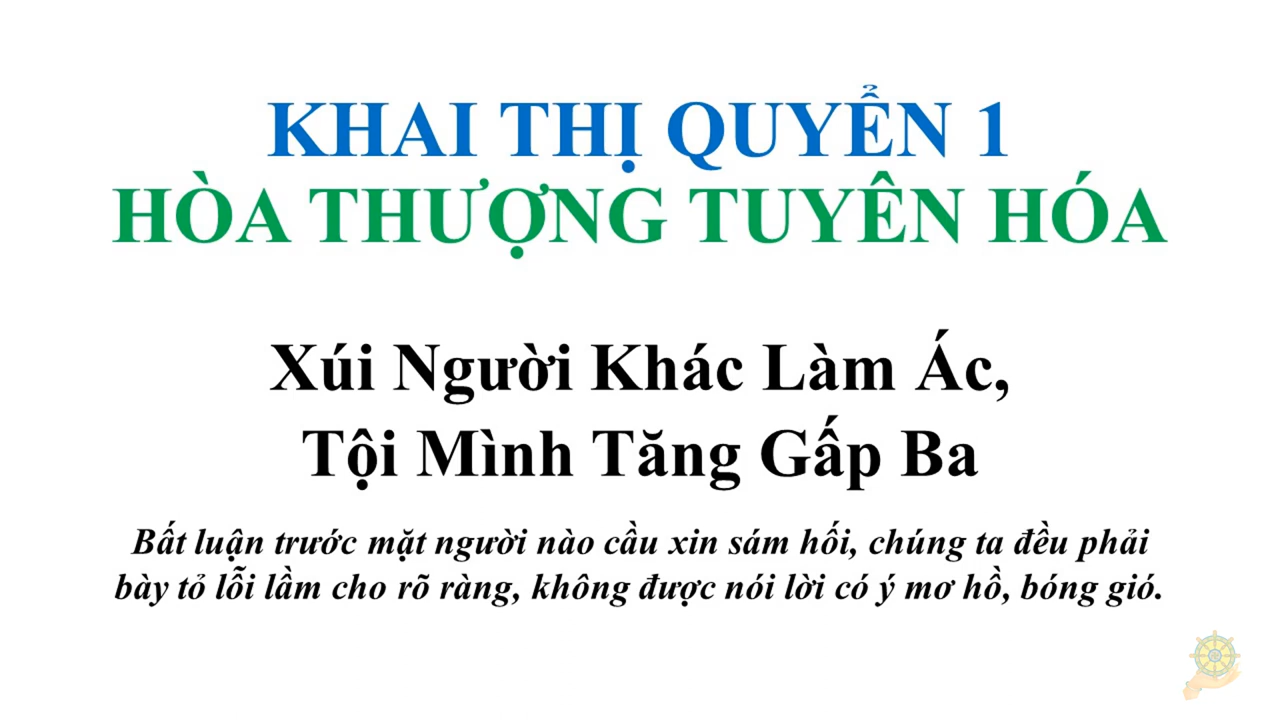 KHAI THỊ QUYỂN 1
HÒA THƯỢNG TUYÊN HÓA
Xúi Người Khác Làm Ác,
Tội Mình Tăng Gấp Ba
Bất luận trước mặt người nào cầu xin sám hối, chúng ta đều phải
bày tỏ lỗi lầm cho rõ ràng, không được nói lời có ý mơ hồ, bóng gió.